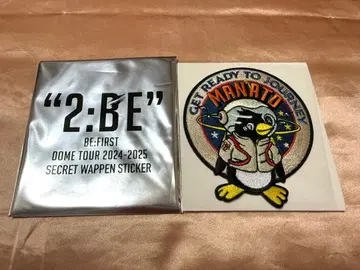 "2:BE"
BE:FIRST
DOME TOUR 2024-2025
SECRET WAPPEN STICKER
GET READY TO JOURNEY
MANATO